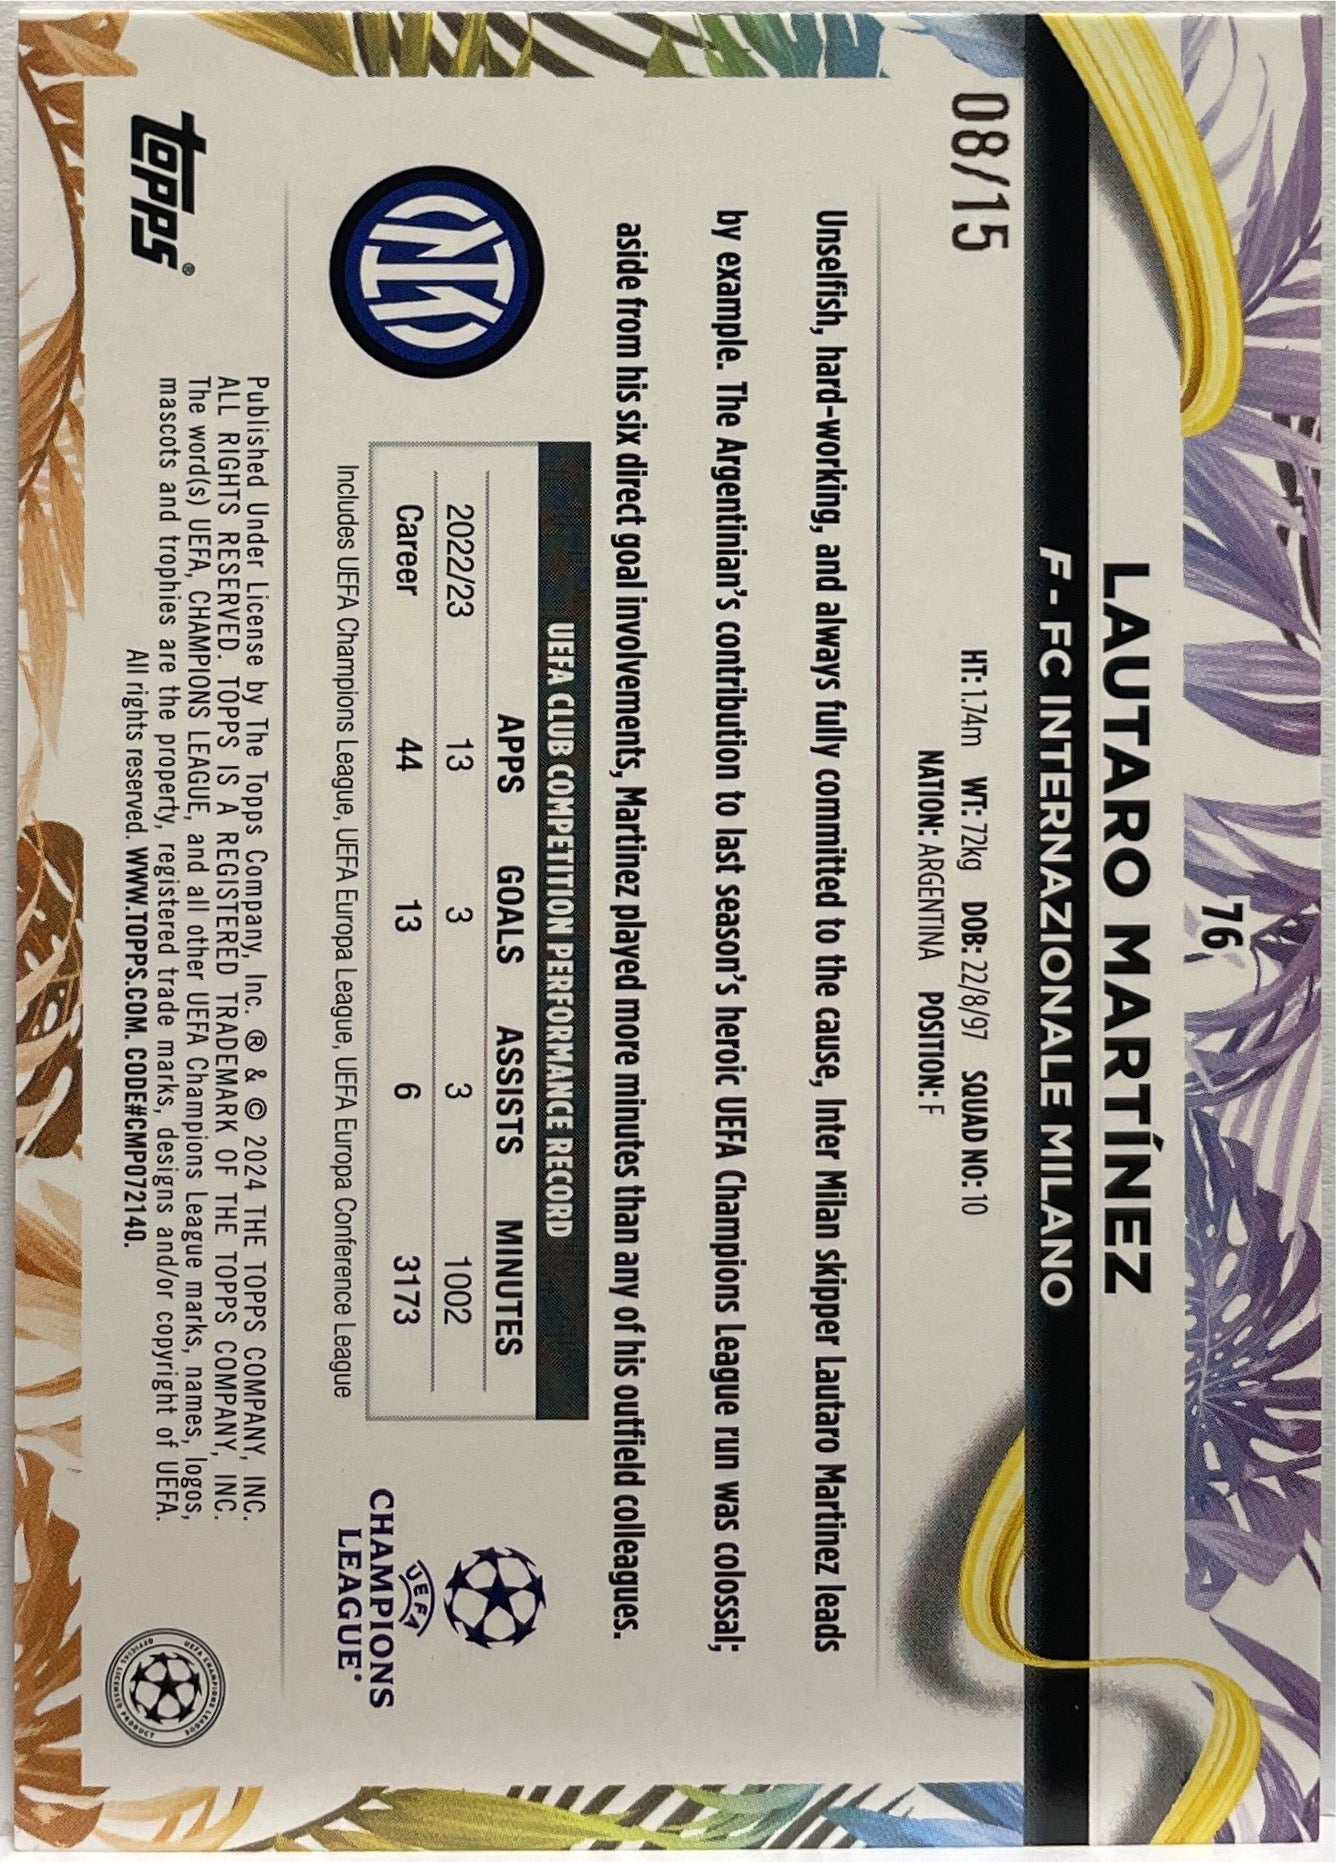 76
LAUTARO MARTÍNEZ
F - FC INTERNAZIONALE MILANO
08/15
HT: 1.74m WT: 72kg DOB: 22/8/97 SQUAD NO: 10
NATION: ARGENTINA POSITION: F
Unselfish, hard-working, and always fully committed to the cause, Inter Milan skipper Lautaro Martinez leads
by example. The Argentinian's contribution to last season's heroic UEFA Champions League run was colossal;
aside from his six direct goal involvements, Martinez played more minutes than any of his outfield colleagues.
UEFA CLUB COMPETITION PERFORMANCE RECORD
APPS GOALS ASSISTS MINUTES
2022/23 13 3 3 1002
Career 44 13 6 3173
Includes UEFA Champions League, UEFA Europa League, UEFA Europa Conference League
UEFA
CHAMPIONS
LEAGUE®
topps®
Published Under License by The Topps Company, Inc. ® & © 2024 THE TOPPS COMPANY, INC.
ALL RIGHTS RESERVED. TOPPS IS A REGISTERED TRADEMARK OF THE TOPPS COMPANY, INC.
The word(s) UEFA, CHAMPIONS LEAGUE, and all other UEFA Champions League marks, names, logos,
mascots and trophies are the property, registered trade marks, designs and/or copyright of UEFA.
All rights reserved. WWW.TOPPS.COM. CODE#CMP072140.
UEFA CHAMPIONS LEAGUE
OFFICIAL LICENSED PRODUCT